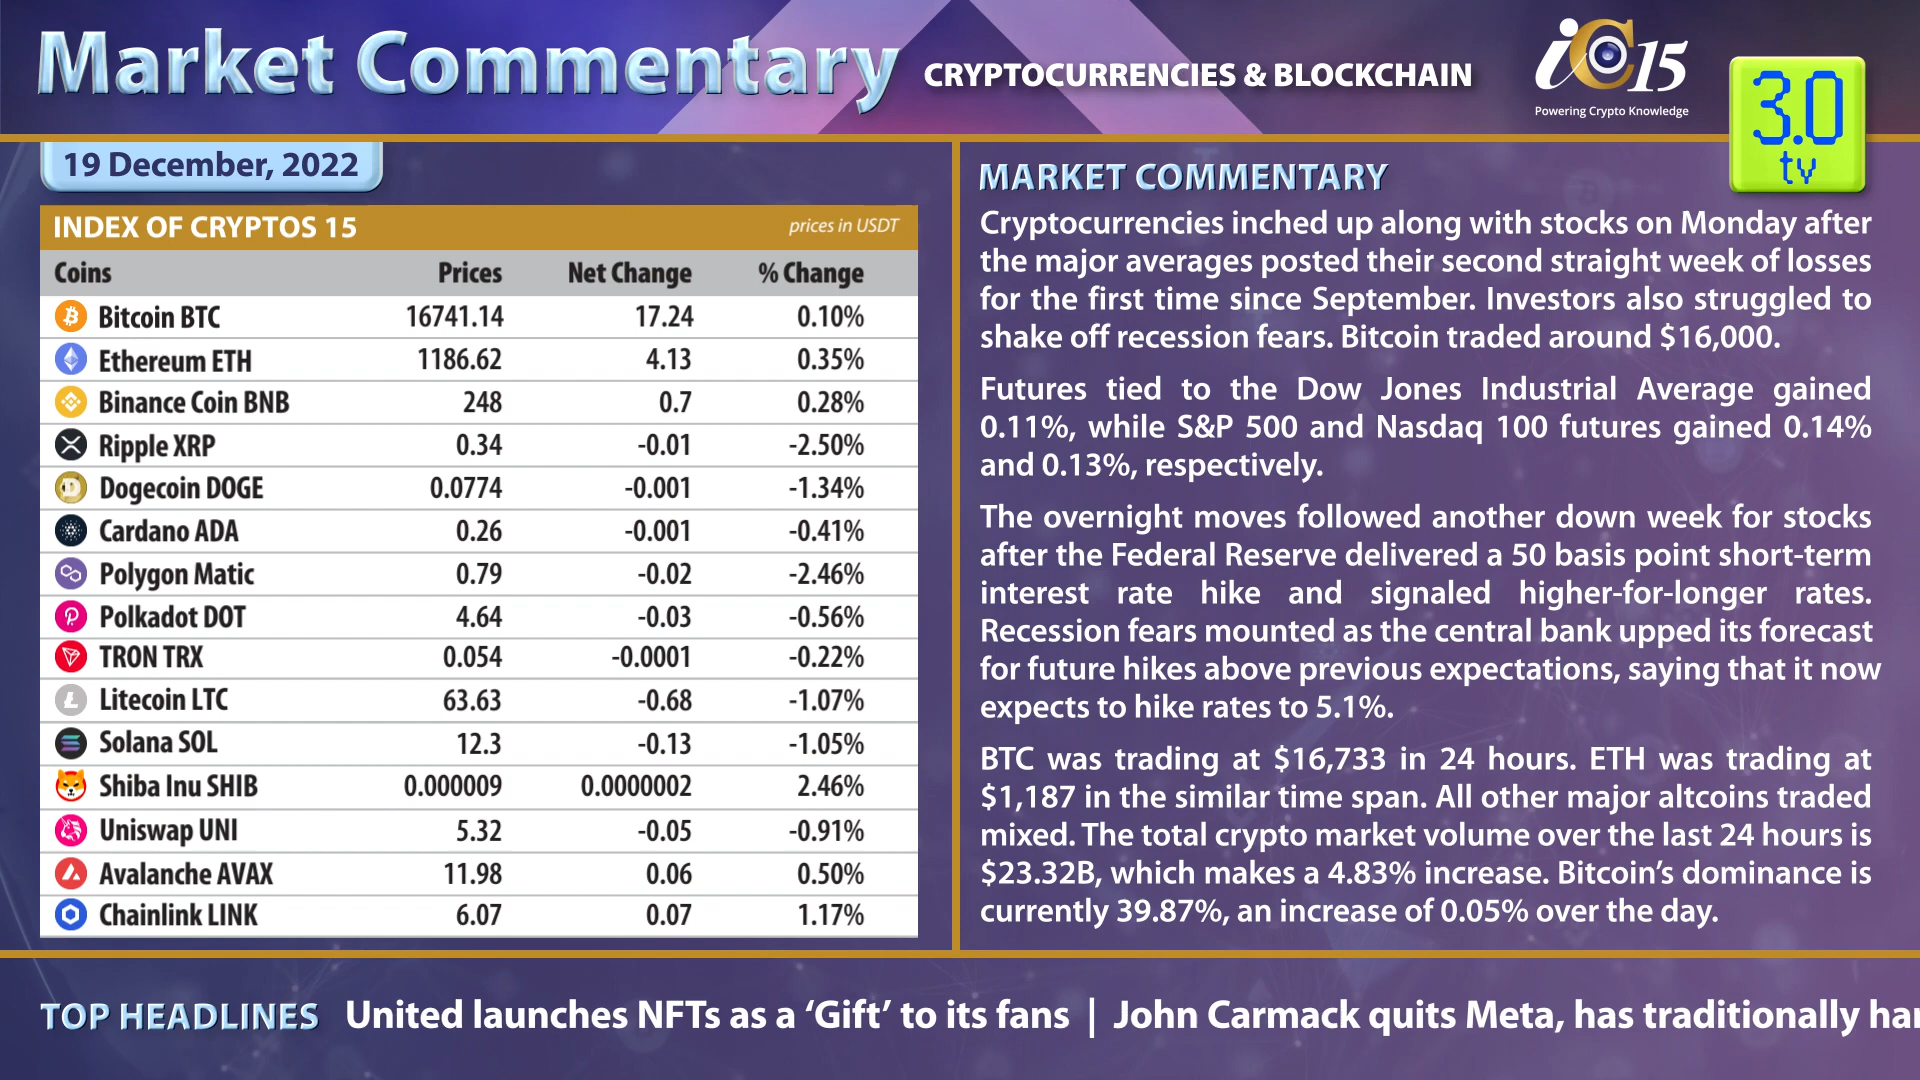 Market Commentary CRYPTOCURRENCIES & BLOCKCHAIN
iC15
Powering Crypto Knowledge
3.0
tv
19 December, 2022
INDEX OF CRYPTOS 15 prices in USDT
Coins Prices Net Change % Change
Bitcoin BTC 16741.14 17.24 0.10%
Ethereum ETH 1186.62 4.13 0.35%
Binance Coin BNB 248 0.7 0.28%
Ripple XRP 0.34 -0.01 -2.50%
Dogecoin DOGE 0.0774 -0.001 -1.34%
Cardano ADA 0.26 -0.001 -0.41%
Polygon Matic 0.79 -0.02 -2.46%
Polkadot DOT 4.64 -0.03 -0.56%
TRON TRX 0.054 -0.0001 -0.22%
Litecoin LTC 63.63 -0.68 -1.07%
Solana SOL 12.3 -0.13 -1.05%
Shiba Inu SHIB 0.000009 0.0000002 2.46%
Uniswap UNI 5.32 -0.05 -0.91%
Avalanche AVAX 11.98 0.06 0.50%
Chainlink LINK 6.07 0.07 1.17%
MARKET COMMENTARY
Cryptocurrencies inched up along with stocks on Monday after
the major averages posted their second straight week of losses
for the first time since September. Investors also struggled to
shake off recession fears. Bitcoin traded around $16,000.
Futures tied to the Dow Jones Industrial Average gained
0.11%, while S&P 500 and Nasdaq 100 futures gained 0.14%
and 0.13%, respectively.
The overnight moves followed another down week for stocks
after the Federal Reserve delivered a 50 basis point short-term
interest rate hike and signaled higher-for-longer rates.
Recession fears mounted as the central bank upped its forecast
for future hikes above previous expectations, saying that it now
expects to hike rates to 5.1%.
BTC was trading at $16,733 in 24 hours. ETH was trading at
$1,187 in the similar time span. All other major altcoins traded
mixed. The total crypto market volume over the last 24 hours is
$23.32B, which makes a 4.83% increase. Bitcoin’s dominance is
currently 39.87%, an increase of 0.05% over the day.
TOP HEADLINES United launches NFTs as a ‘Gift’ to its fans | John Carmack quits Meta, has traditionally har